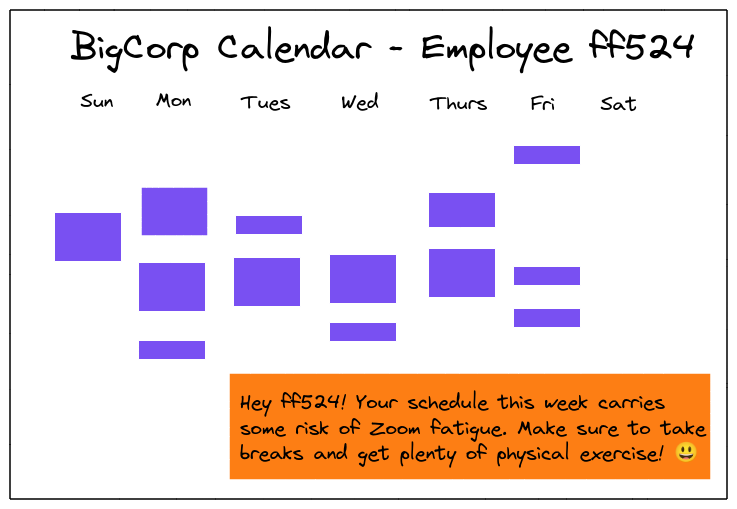 BigCorp Calendar - Employee ff524
Sun Mon Tues Wed Thurs Fri Sat
Hey ff524! Your schedule this week carries
some risk of Zoom fatigue. Make sure to take
breaks and get plenty of physical exercise! 😃